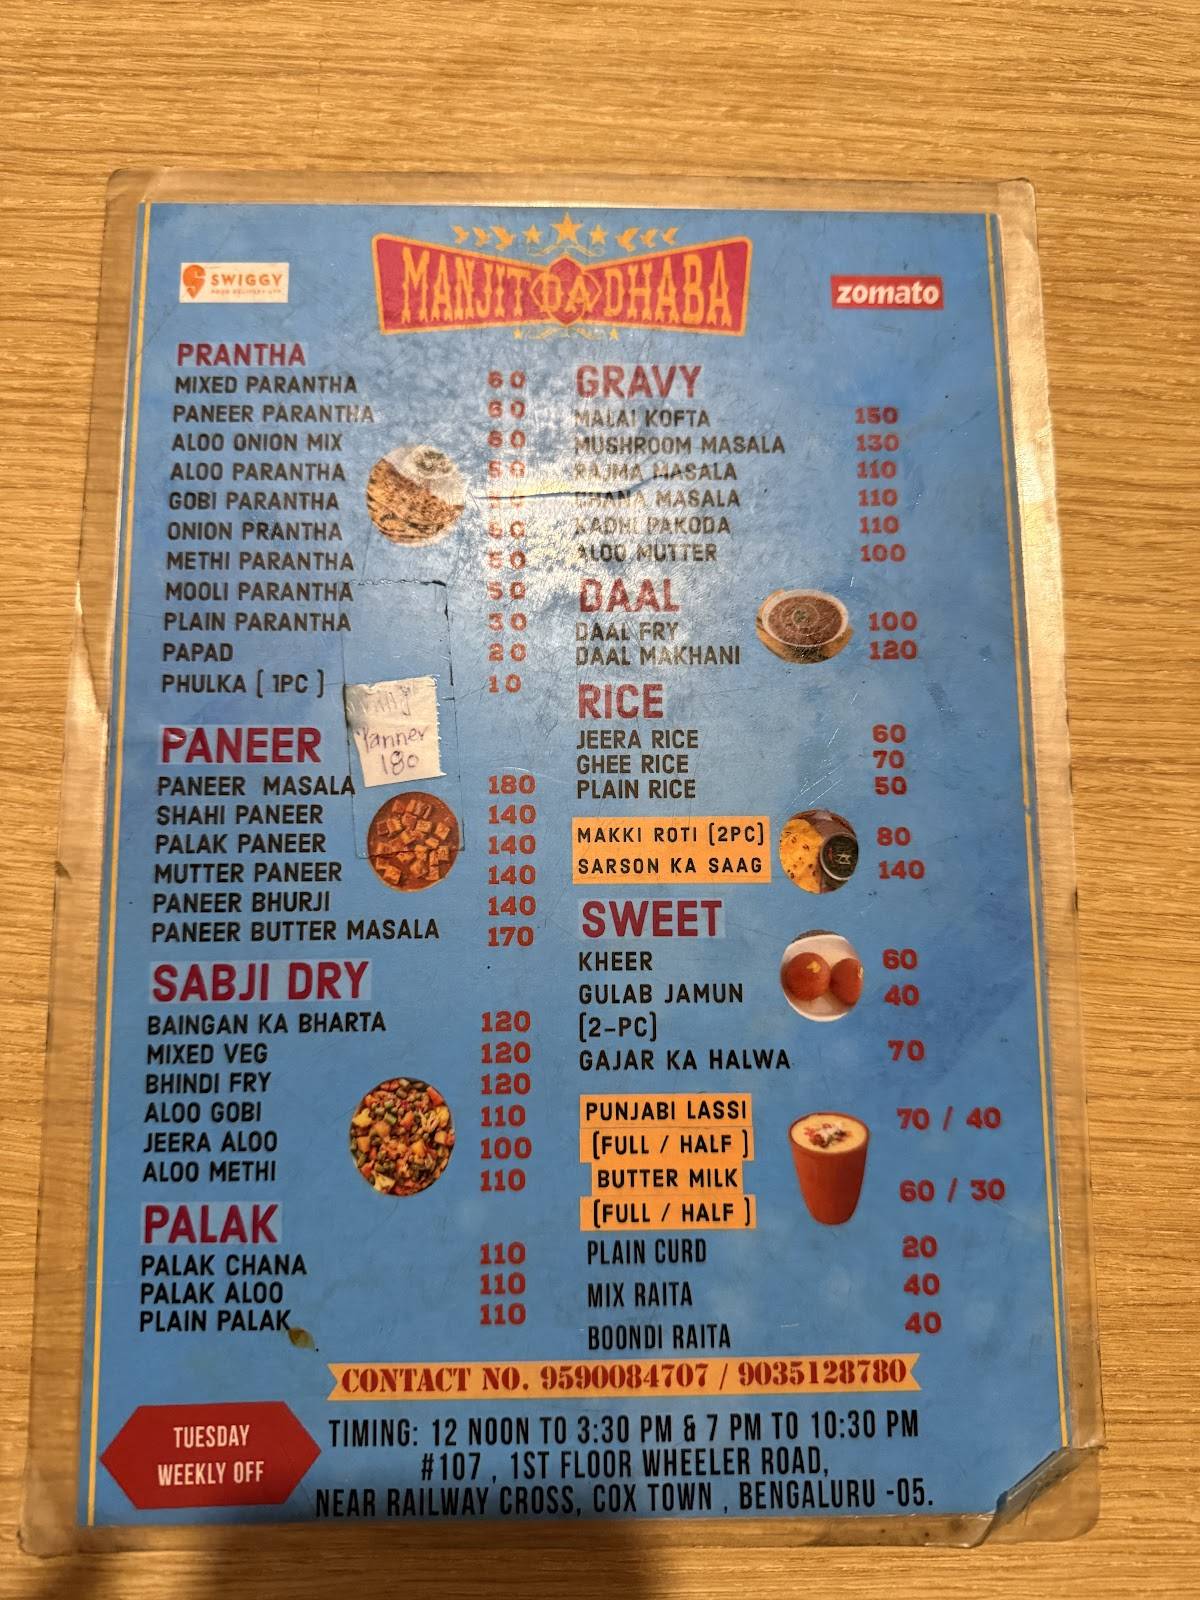 SWIGGY
MANJIT DA DHABA
zomato
PRANTHA
MIXED PARANTHA 60
PANEER PARANTHA 60
ALOO ONION MIX 60
ALOO PARANTHA 50
GOBI PARANTHA
ONION PRANTHA 50
METHI PARANTHA 50
MOOLI PARANTHA 50
PLAIN PARANTHA 30
PAPAD 20
PHULKA ( 1PC ) 10
Panner
180
PANEER
PANEER MASALA 180
SHAHI PANEER 140
PALAK PANEER 140
MUTTER PANEER 140
PANEER BHURJI 140
PANEER BUTTER MASALA 170
SABJI DRY
BAINGAN KA BHARTA 120
MIXED VEG 120
BHINDI FRY 120
ALOO GOBI 110
JEERA ALOO 100
ALOO METHI 110
PALAK
PALAK CHANA 110
PALAK ALOO 110
PLAIN PALAK 110
GRAVY
MALAI KOFTA 150
MUSHROOM MASALA 130
RAJMA MASALA 110
CHANA MASALA 110
KADHI PAKODA 110
ALOO MUTTER 100
DAAL
DAAL FRY 100
DAAL MAKHANI 120
RICE
JEERA RICE 60
GHEE RICE 70
PLAIN RICE 50
MAKKI ROTI (2PC) 80
SARSON KA SAAG 140
SWEET
KHEER 60
GULAB JAMUN 40
(2-PC)
GAJAR KA HALWA 70
PUNJABI LASSI 70 / 40
(FULL / HALF )
BUTTER MILK 60 / 30
(FULL / HALF )
PLAIN CURD 20
MIX RAITA 40
BOONDI RAITA 40
CONTACT NO. 9590084707 / 9035128780
TUESDAY
WEEKLY OFF
TIMING: 12 NOON TO 3:30 PM & 7 PM TO 10:30 PM
#107 , 1ST FLOOR WHEELER ROAD,
NEAR RAILWAY CROSS, COX TOWN , BENGALURU -05.